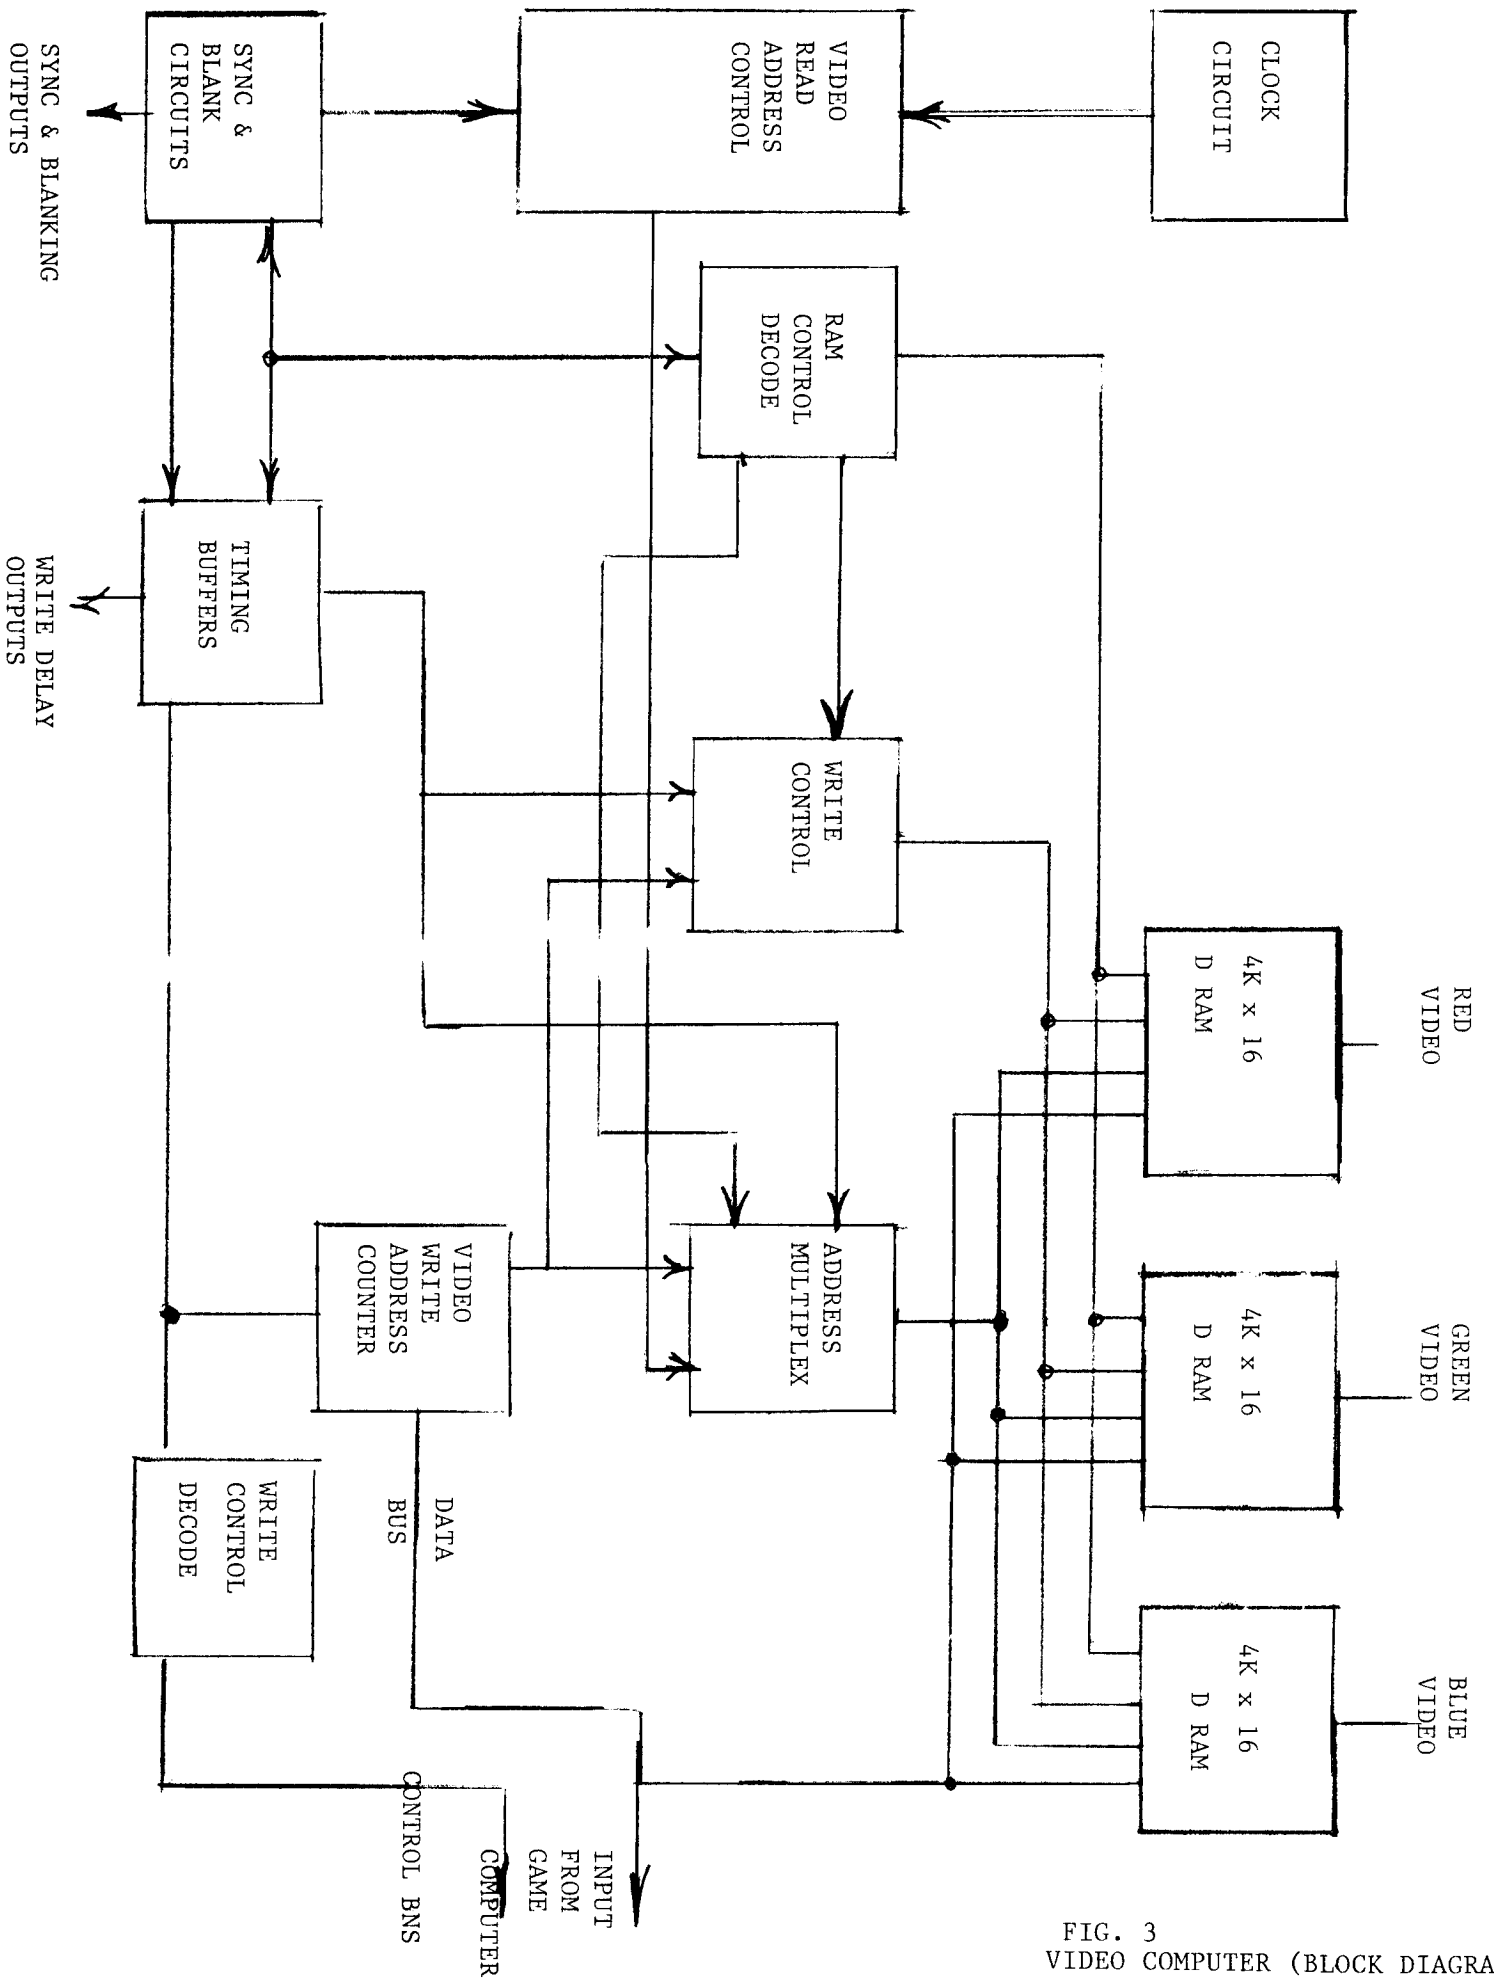 CLOCK
CIRCUIT
VIDEO
READ
ADDRESS
CONTROL
SYNC &
BLANK
CIRCUITS
SYNC & BLANKING
OUTPUTS
RAM
CONTROL
DECODE
TIMING
BUFFERS
WRITE DELAY
OUTPUTS
WRITE
CONTROL
RED
VIDEO
4K x 16
D RAM
ADDRESS
MULTIPLEX
VIDEO
WRITE
ADDRESS
COUNTER
GREEN
VIDEO
4K x 16
D RAM
WRITE
CONTROL
DECODE
DATA
BUS
BLUE
VIDEO
4K x 16
D RAM
INPUT
FROM
GAME
COMPUTER
CONTROL BNS
FIG. 3
VIDEO COMPUTER (BLOCK DIAGRA